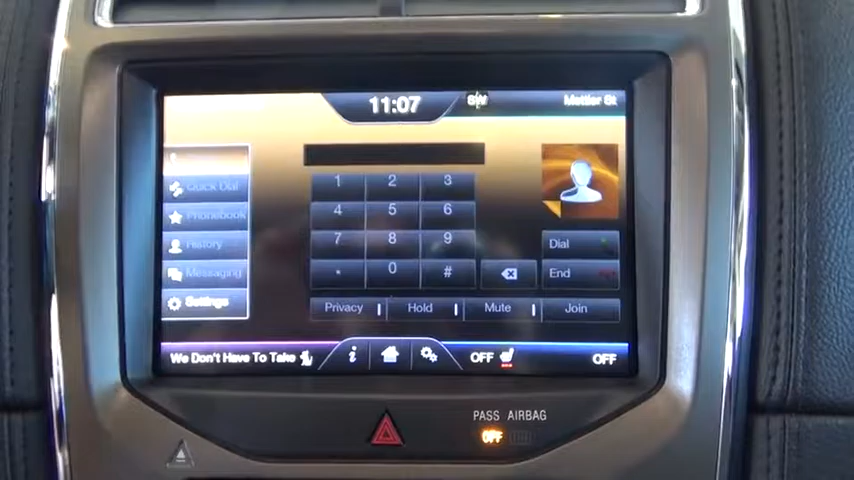 11:07
SW
Mettler St
Quick Dial
Phonebook
History
Messaging
Settings
1 2 3
4 5 6
7 8 9
* 0 #
Dial
End
Privacy Hold Mute Join
We Don't Have To Take
i
OFF
OFF
PASS AIRBAG
OFF